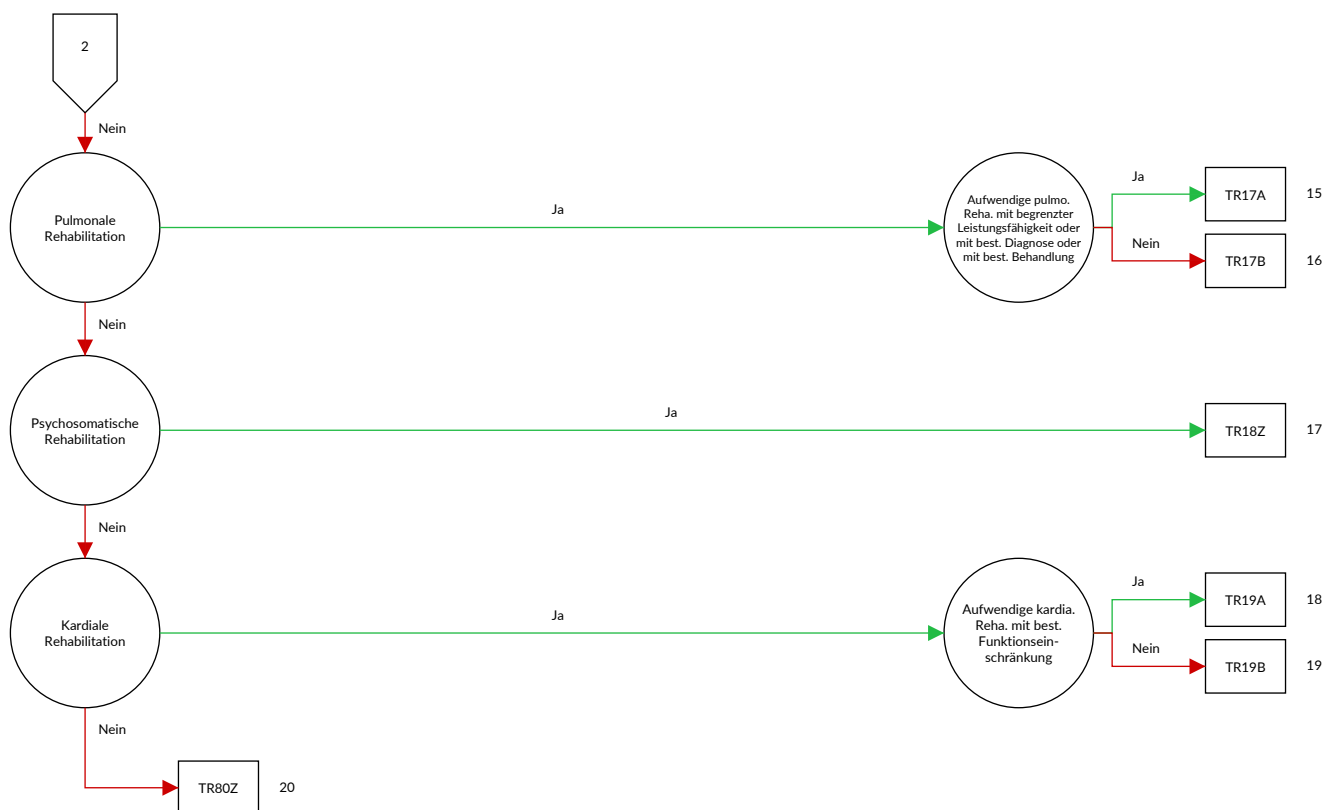 2
Nein
Pulmonale
Rehabilitation
Ja
Aufwendige pulmo.
Reha. mit begrenzter
Leistungsfähigkeit oder
mit best. Diagnose oder
mit best. Behandlung
Ja
TR17A
15
Nein
TR17B
16
Nein
Psychosomatische
Rehabilitation
Ja
TR18Z
17
Nein
Kardiale
Rehabilitation
Ja
Aufwendige kardia.
Reha. mit best.
Funktionsein-
schränkung
Ja
TR19A
18
Nein
TR19B
19
Nein
TR80Z
20